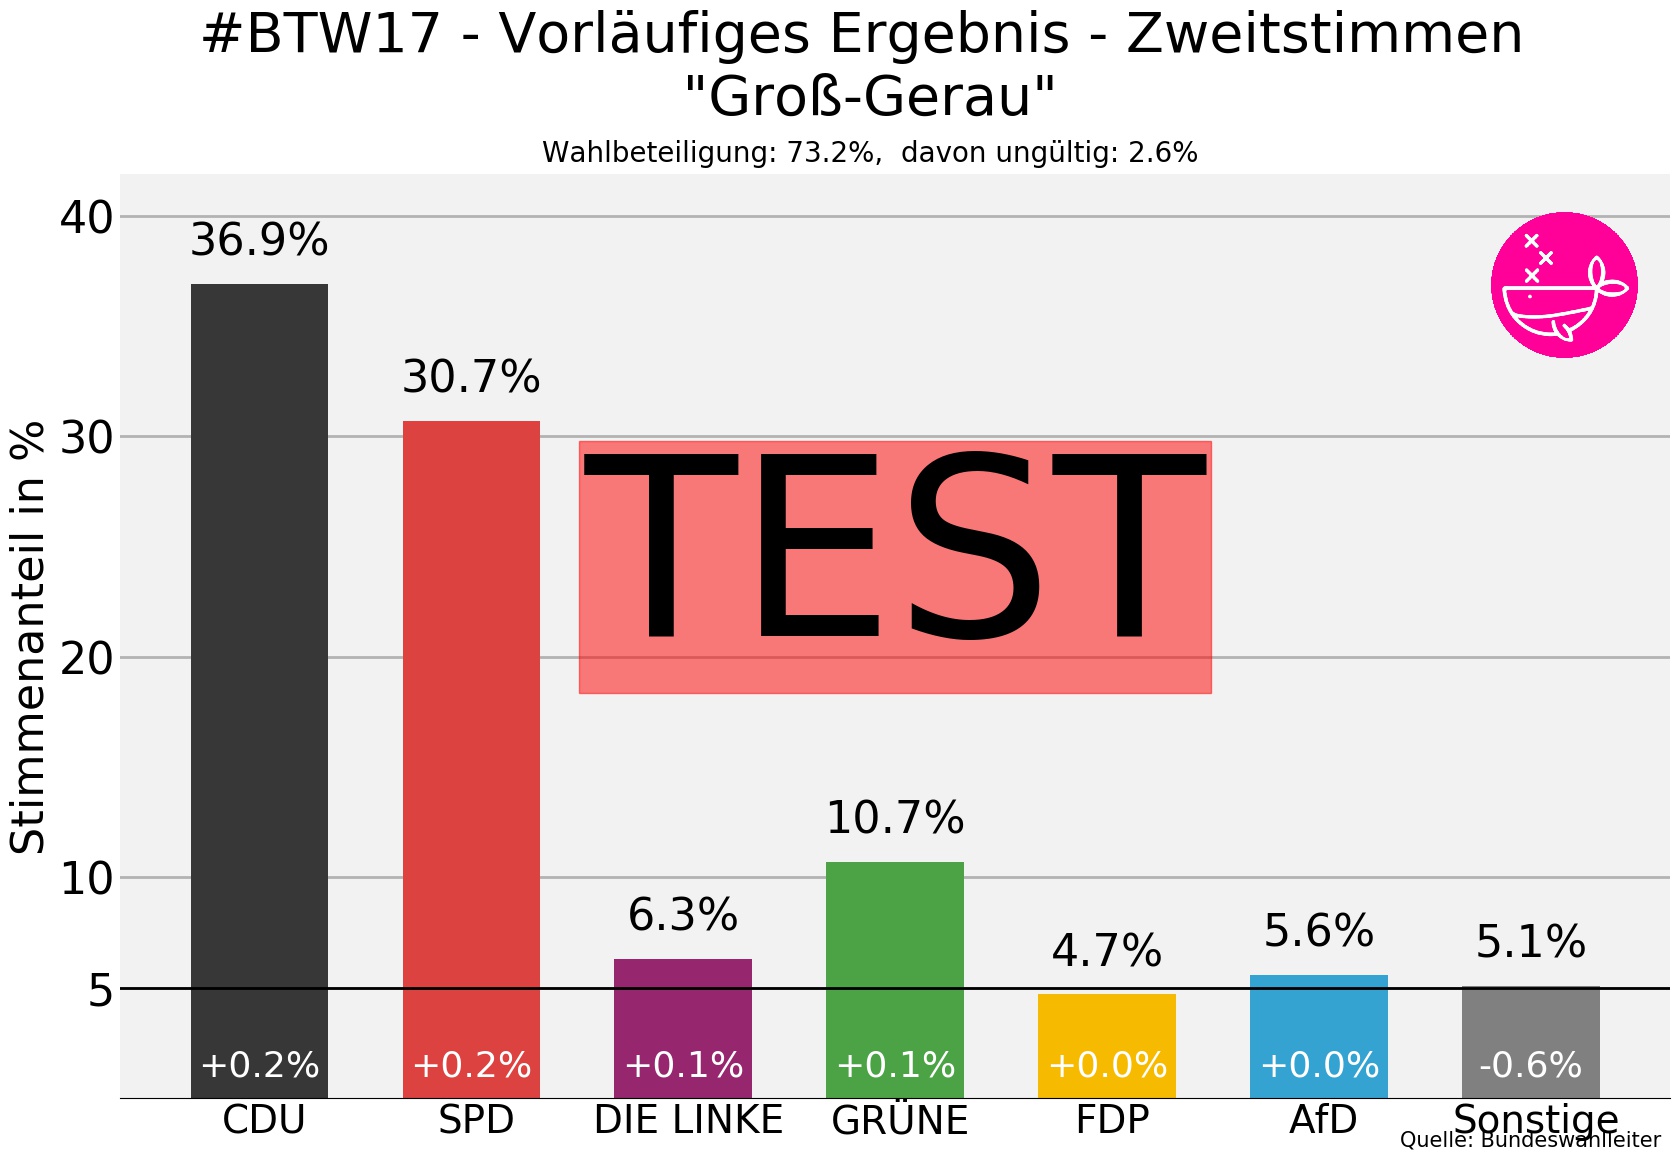 #BTW17 - Vorläufiges Ergebnis - Zweitstimmen
"Groß-Gerau"
Wahlbeteiligung: 73.2%,  davon ungültig: 2.6%
Stimmenanteil in %
40
30
20
10
5
36.9%
30.7%
6.3%
10.7%
4.7%
5.6%
5.1%
TEST
+0.2%
+0.2%
+0.1%
+0.1%
+0.0%
+0.0%
-0.6%
CDU
SPD
DIE LINKE
GRÜNE
FDP
AfD
Sonstige
Quelle: Bundeswahlleiter